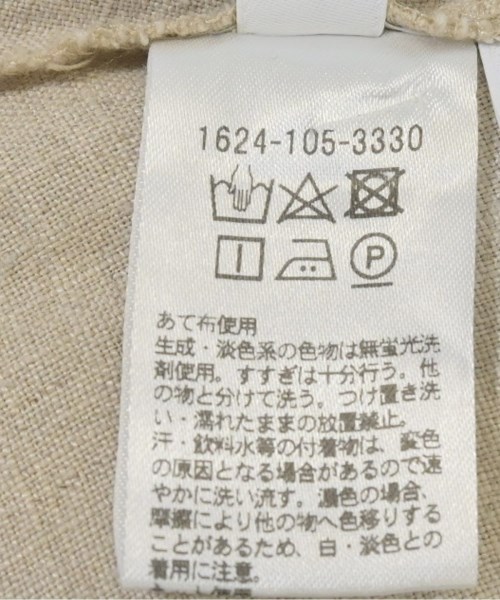 1624-105-3330
P
あて布使用
生成・淡色系の色物は無蛍光洗
剤使用。すすぎは十分行う。他
の物と分けて洗う。つけ置き洗
い・濡れたままの放置禁止。
汗・飲料水等の付着物は、変色
の原因となる場合があるので速
やかに洗い流す。濃色の場合、
摩擦により他の物へ色移りする
ことがあるため、白・淡色との
着用に注意。